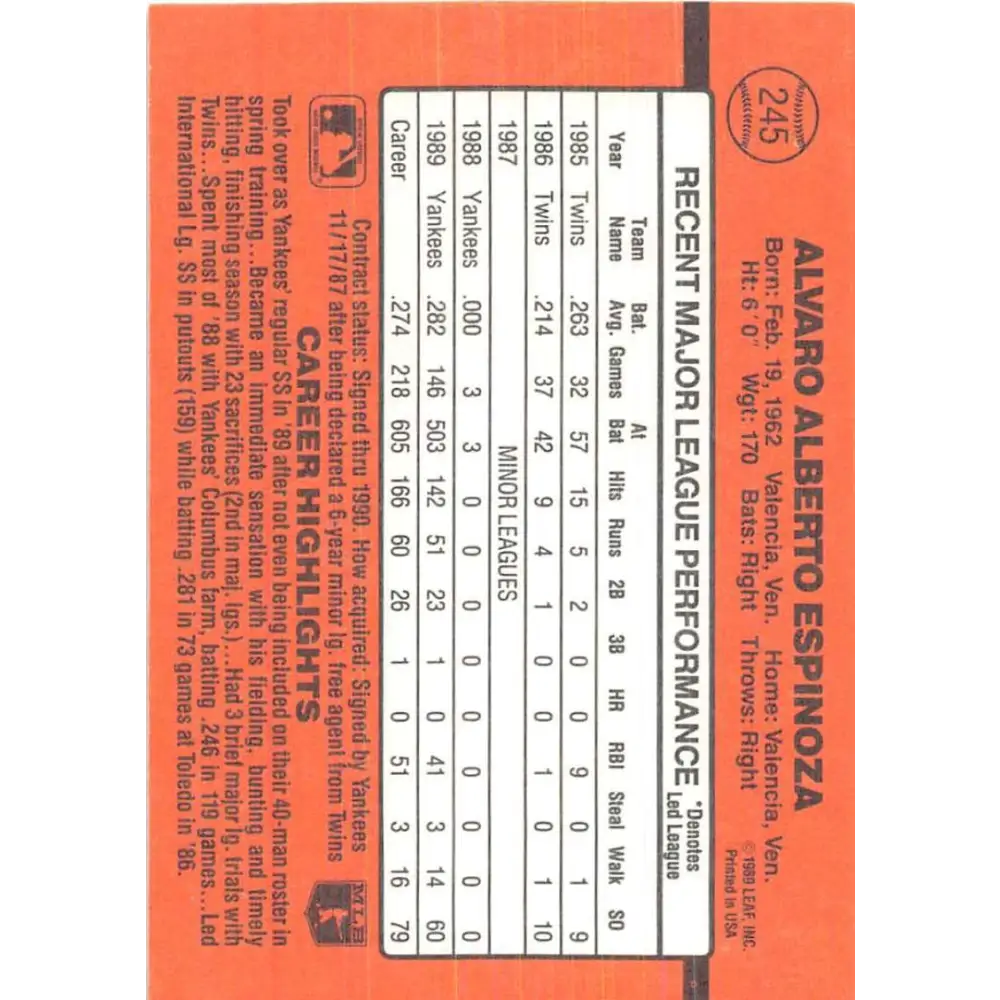 245
ALVARO ALBERTO ESPINOZA
Born: Feb. 19, 1962 Valencia, Ven. Home: Valencia, Ven.
Ht: 6' 0" Wgt: 170 Bats: Right Throws: Right
©1989 LEAF, INC.
Printed in USA
RECENT MAJOR LEAGUE PERFORMANCE
*Denotes
Led League
Year Team Name Bat. Avg. Games At Bat Hits Runs 2B 3B HR RBI Steal Walk SO
1985 Twins .263 32 57 15 5 2 0 0 9 0 1 9
1986 Twins .214 37 42 9 4 1 0 0 1 0 1 10
1987 MINOR LEAGUES
1988 Yankees .000 3 3 0 0 0 0 0 0 0 0 0
1989 Yankees .282 146 503 142 51 23 1 0 41 3 14 60
Career .274 218 605 166 60 26 1 0 51 3 16 79
Contract status: Signed thru 1990. How acquired: Signed by Yankees
11/17/87 after being declared a 6-year minor lg. free agent from Twins
MLB
CAREER HIGHLIGHTS
Took over as Yankees' regular SS in '89 after not even being included on their 40-man roster in
spring training...Became an immediate sensation with his fielding, bunting and timely
hitting, finishing season with 23 sacrifices (2nd in maj. lgs.)...Had 3 brief major lg. trials with
Twins...Spent most of '88 with Yankees' Columbus farm, batting .246 in 119 games...Led
International Lg. SS in putouts (159) while batting .281 in 73 games at Toledo in '86.